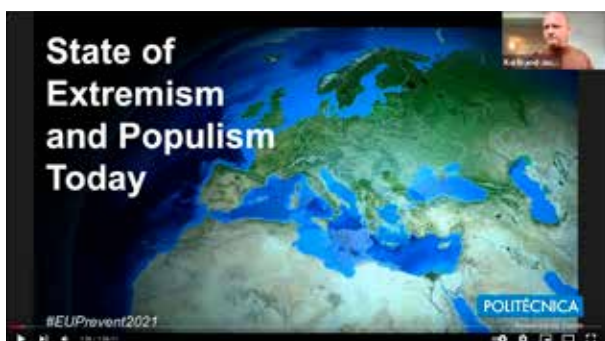 State of
Extremism
and Populism
Today
POLITÉCNICA
#EUPrevent2021